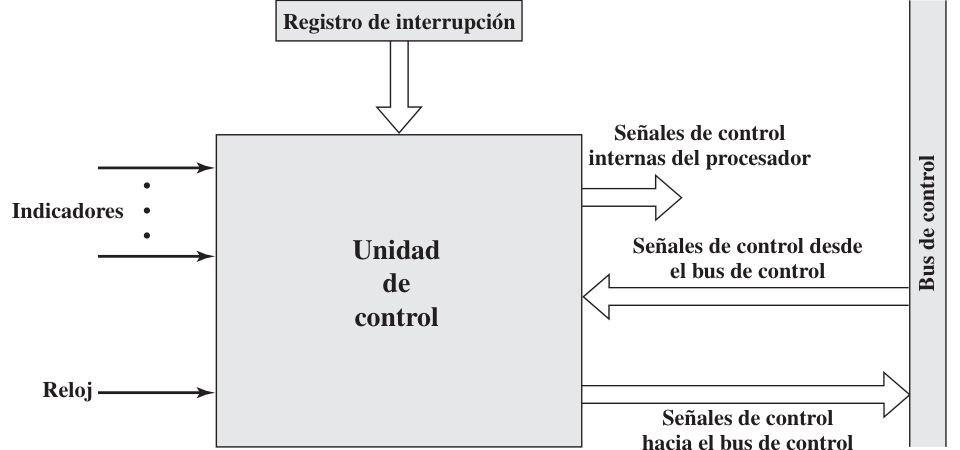 Registro de interrupción
Señales de control
internas del procesador
Indicadores
Unidad
de
control
Señales de control desde
el bus de control
Bus de control
Reloj
Señales de control
hacia el bus de control